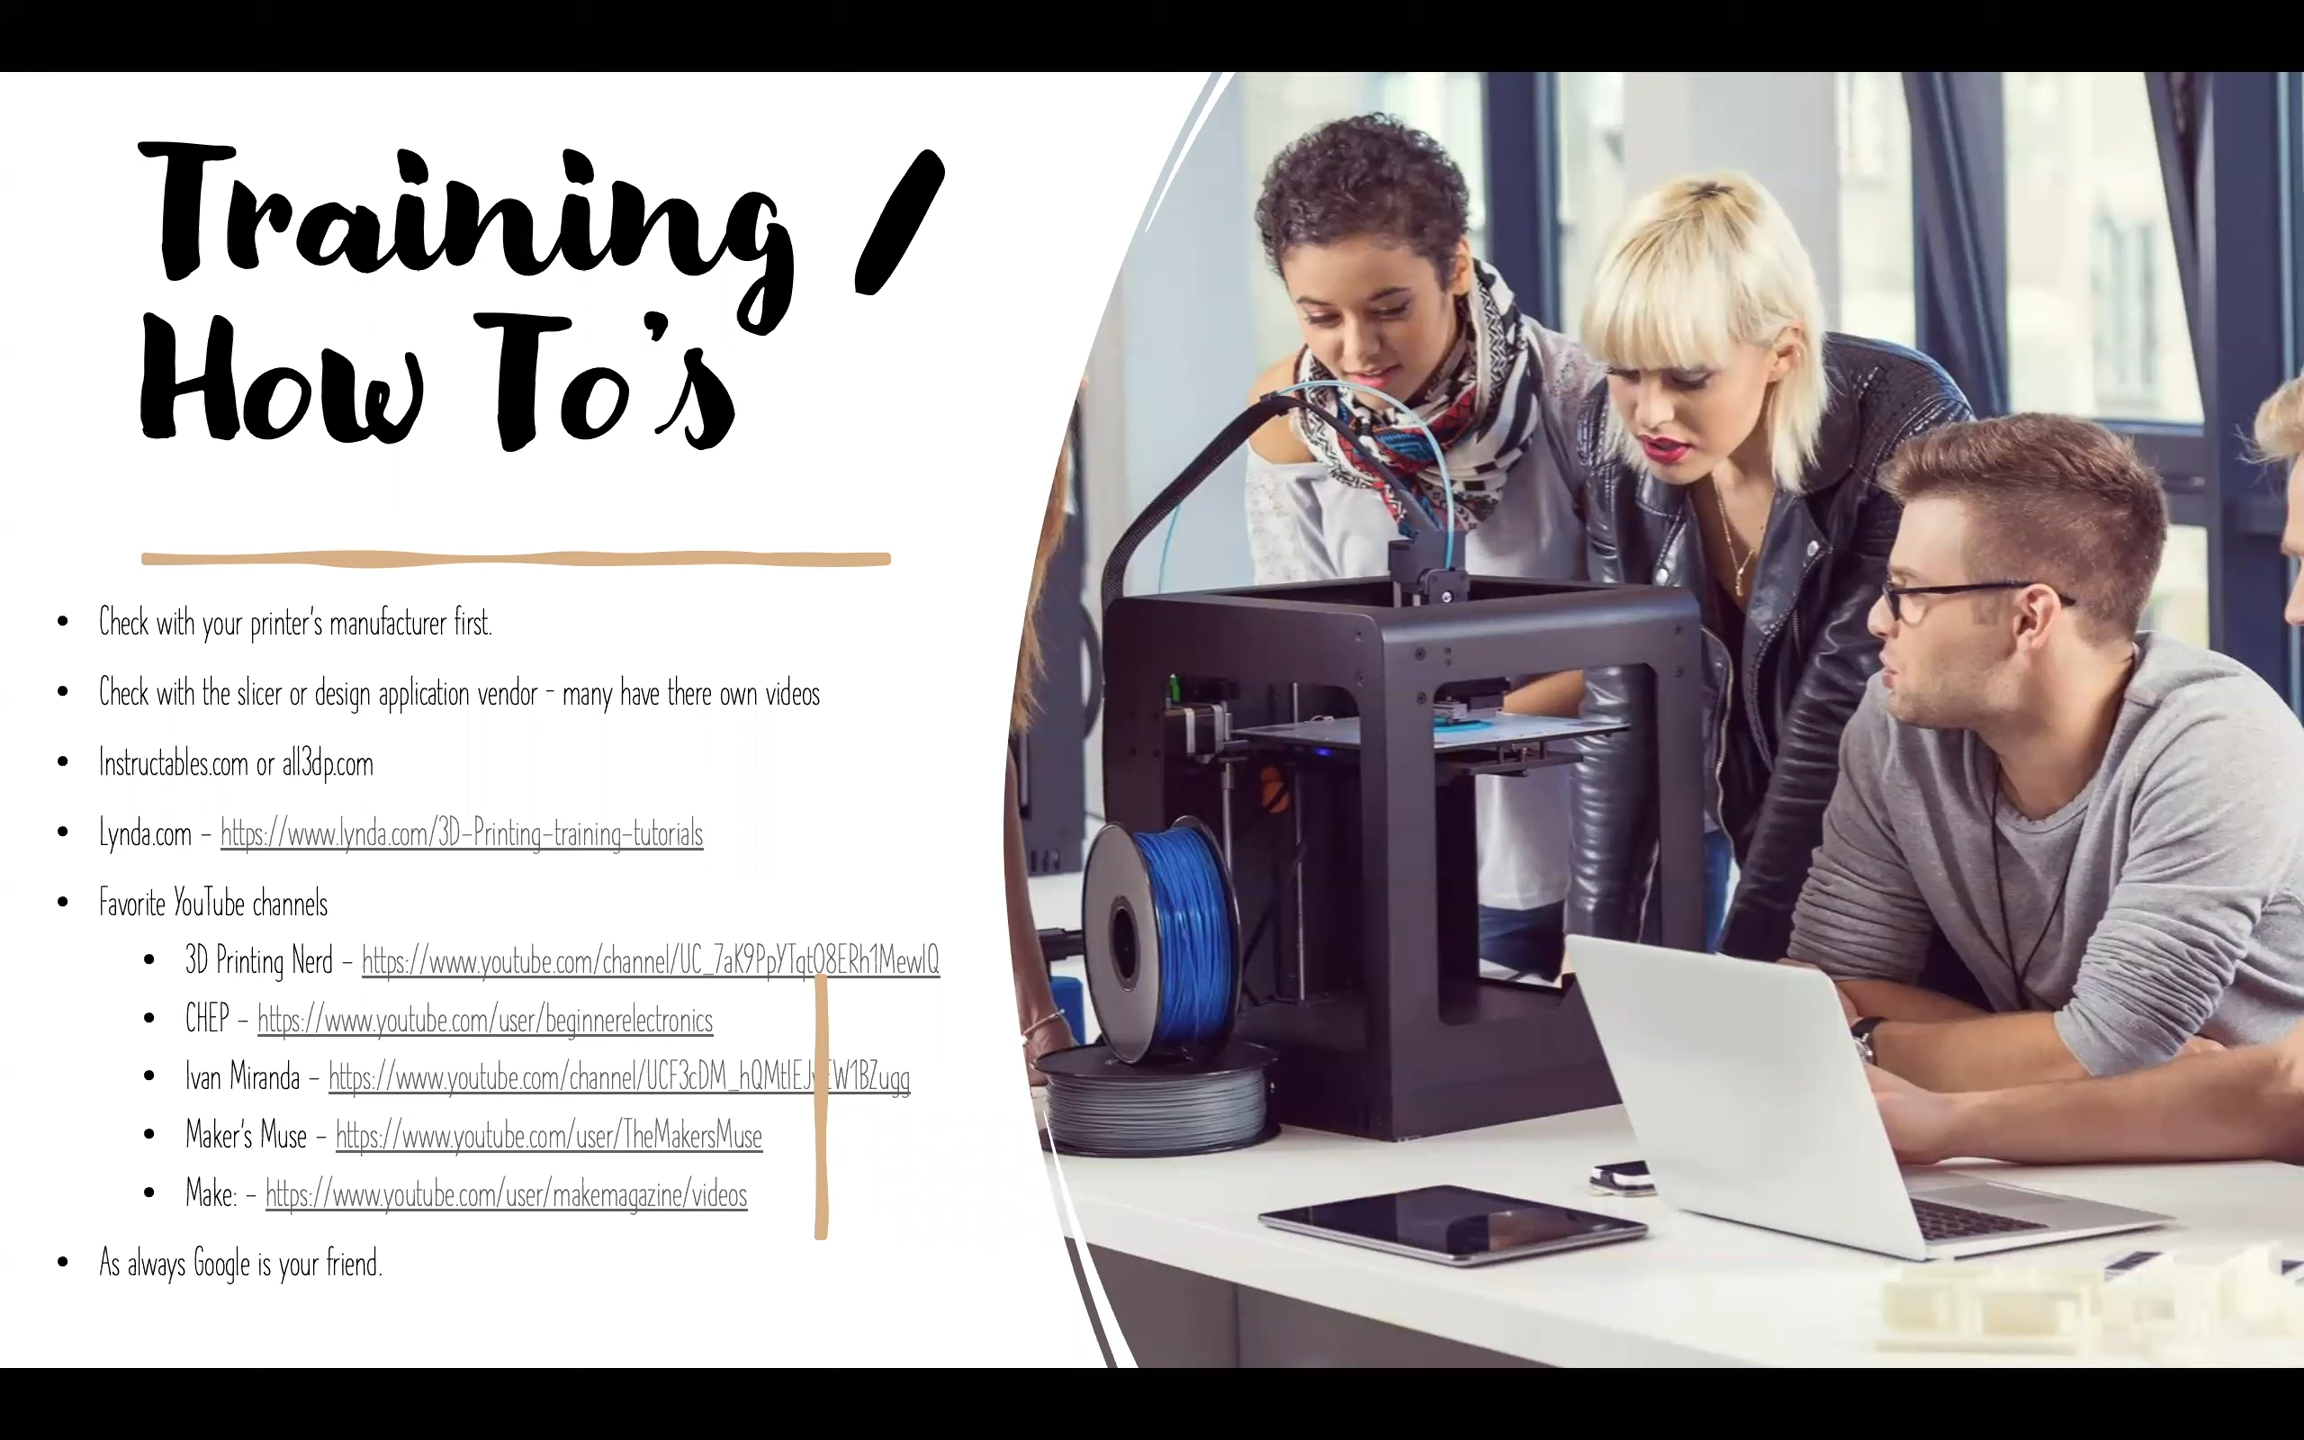 Training /
How To's
• Check with your printer's manufacturer first.
• Check with the slicer or design application vendor - many have there own videos
• Instructables.com or all3dp.com
• Lynda.com – https://www.lynda.com/3D-Printing-training-tutorials
• Favorite YouTube channels
• 3D Printing Nerd – https://www.youtube.com/channel/UC_7aK9PpYTqt08ERh1MewlQ
• CHEP – https://www.youtube.com/user/beginnerelectronics
• Ivan Miranda –
• Maker's Muse – https://www.youtube.com/user/TheMakersMuse
• Make: – https://www.youtube.com/user/makemagazine/videos
• As always Google is your friend.